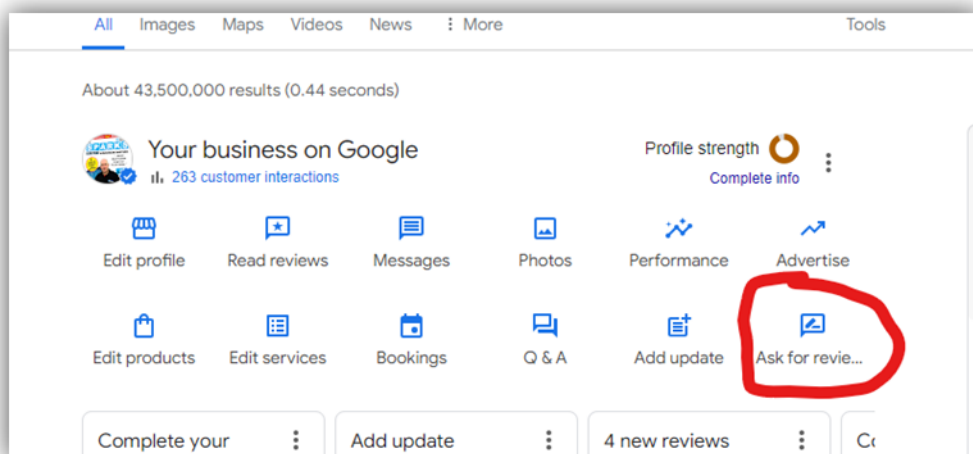 All Images Maps Videos News More Tools
About 43,500,000 results (0.44 seconds)
Your business on Google
Profile strength
263 customer interactions
Complete info
Edit profile Read reviews Messages Photos Performance Advertise
Edit products Edit services Bookings Q & A Add update Ask for revie...
Complete your Add update 4 new reviews